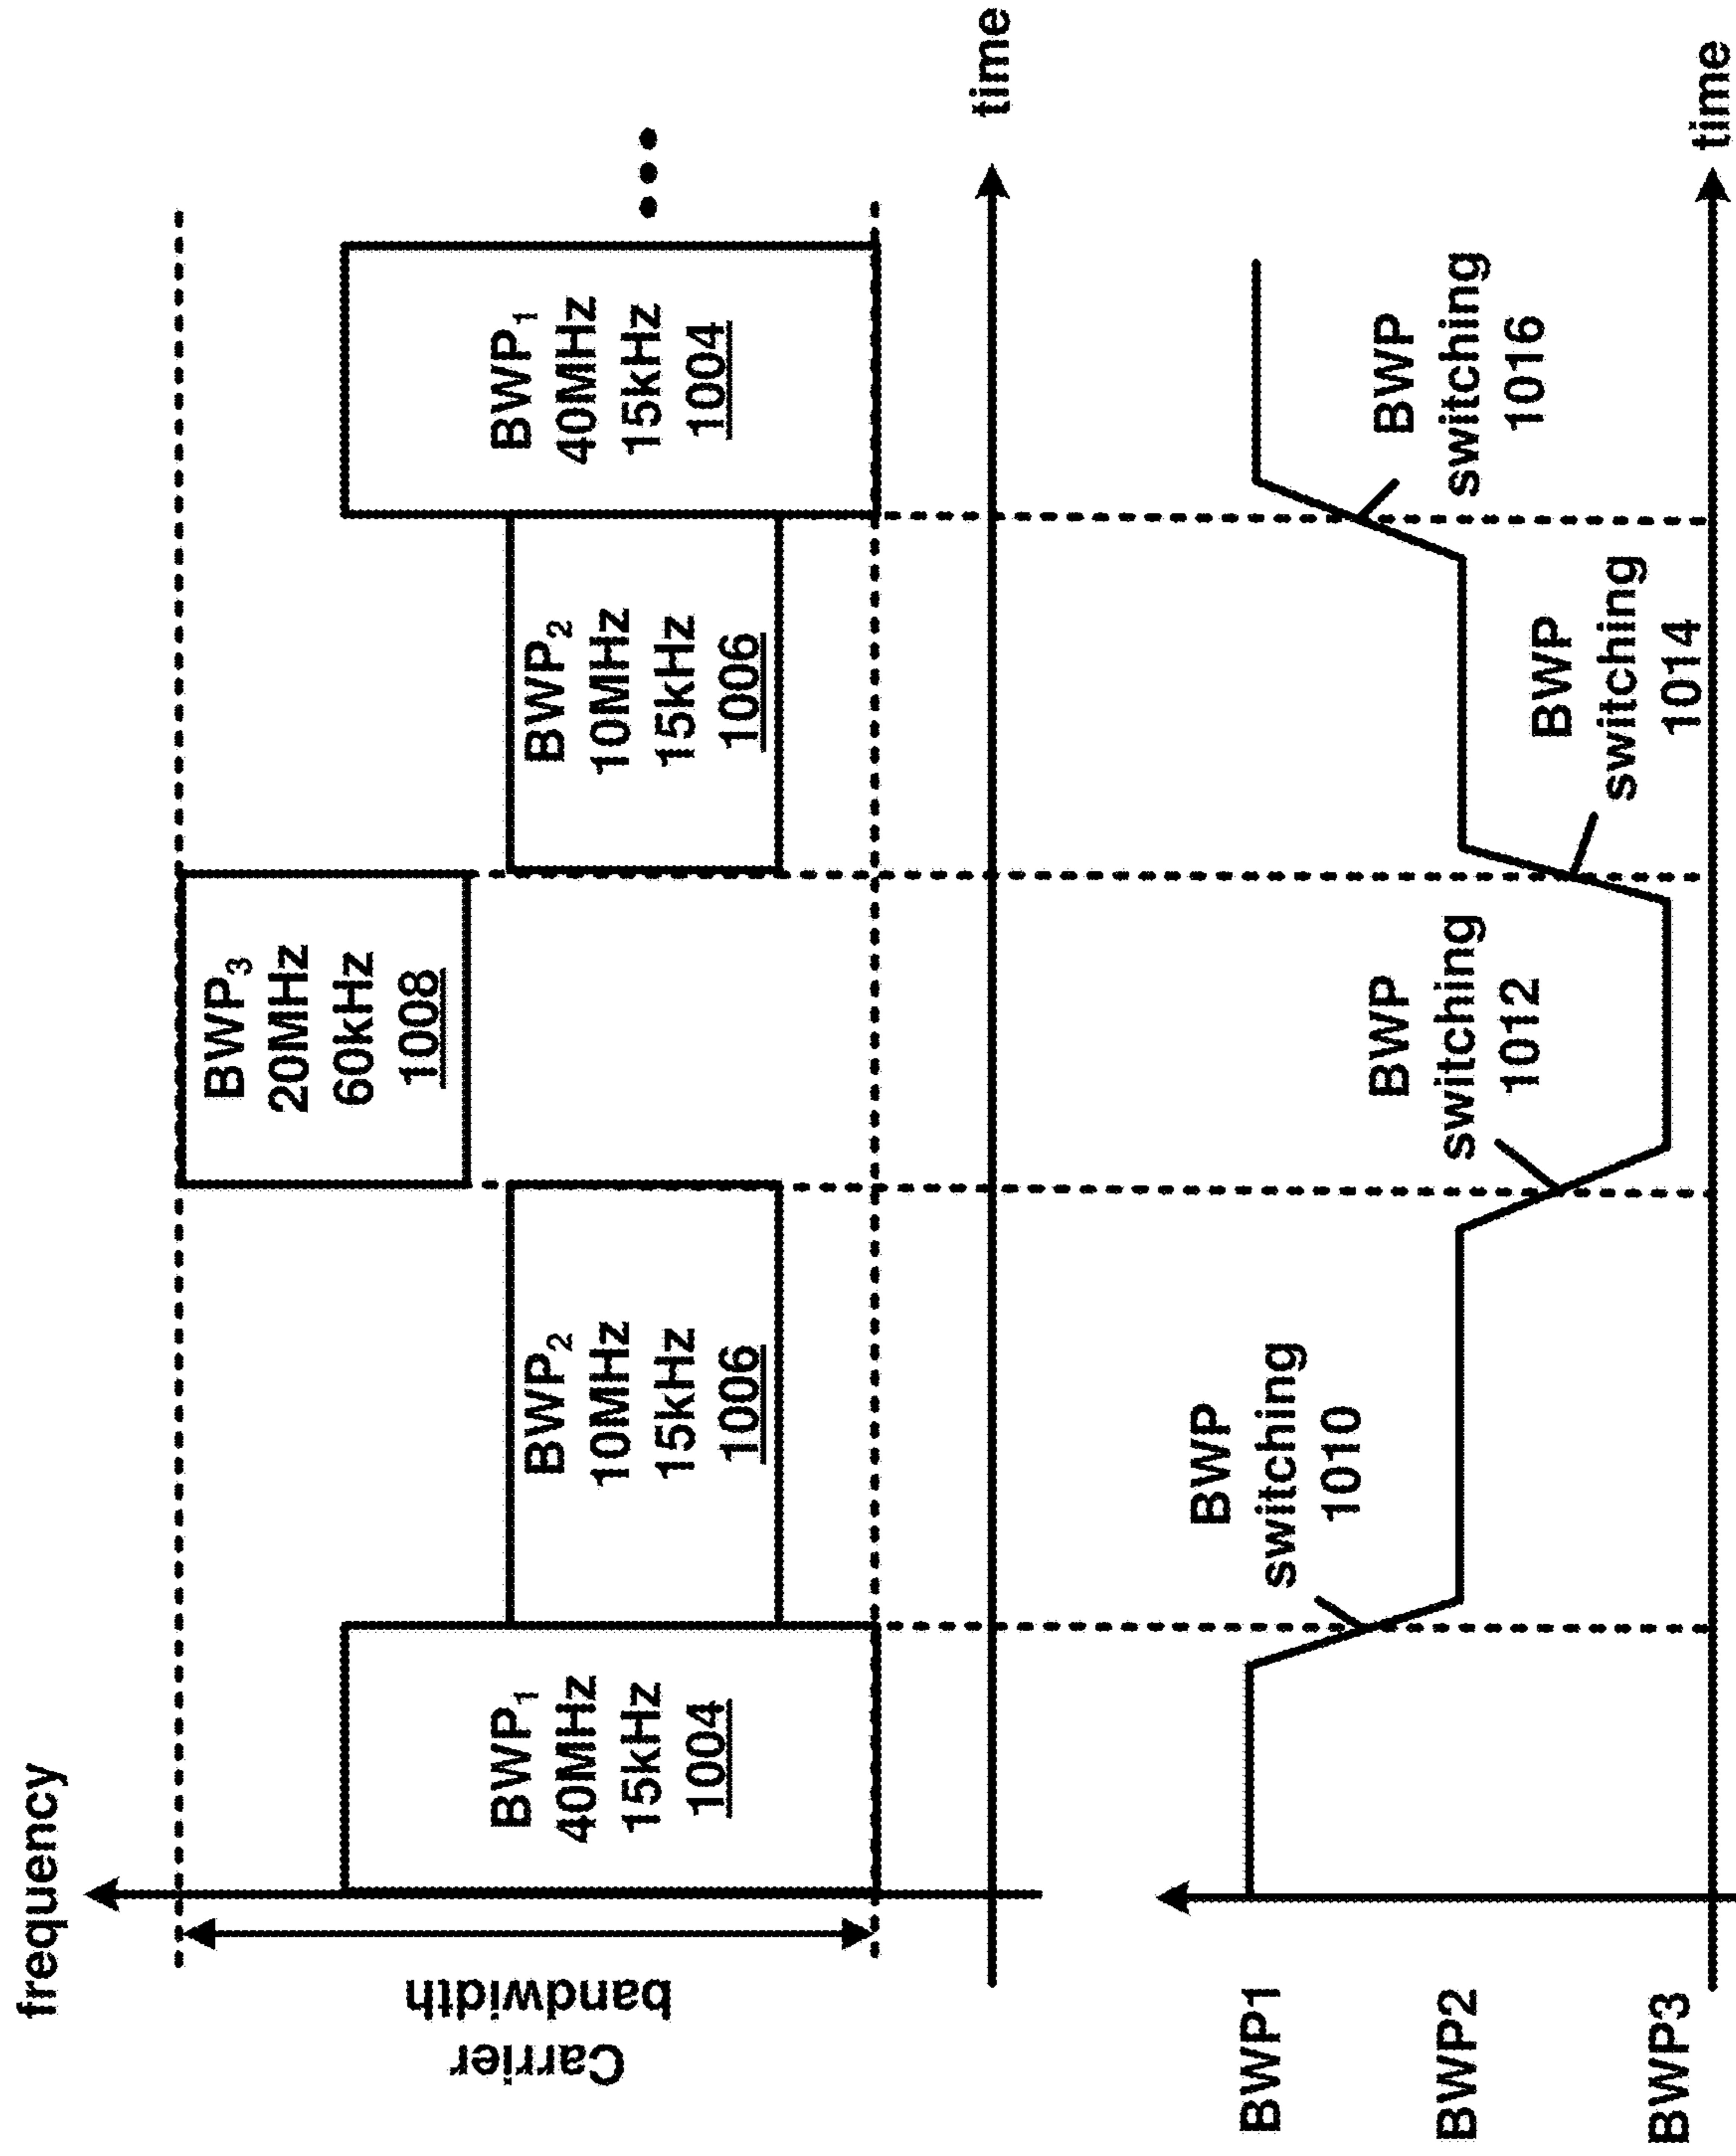 frequency
Carrier
bandwidth
BWP₁
40MHz
15kHz
1004
BWP₂
10MHz
15kHz
1006
BWP₃
20MHz
60kHz
1008
BWP₂
10MHz
15kHz
1006
BWP₁
40MHz
15kHz
1004
time
BWP1
BWP2
BWP3
BWP
switching
1010
BWP
switching
1012
BWP
switching
1014
BWP
switching
1016
time